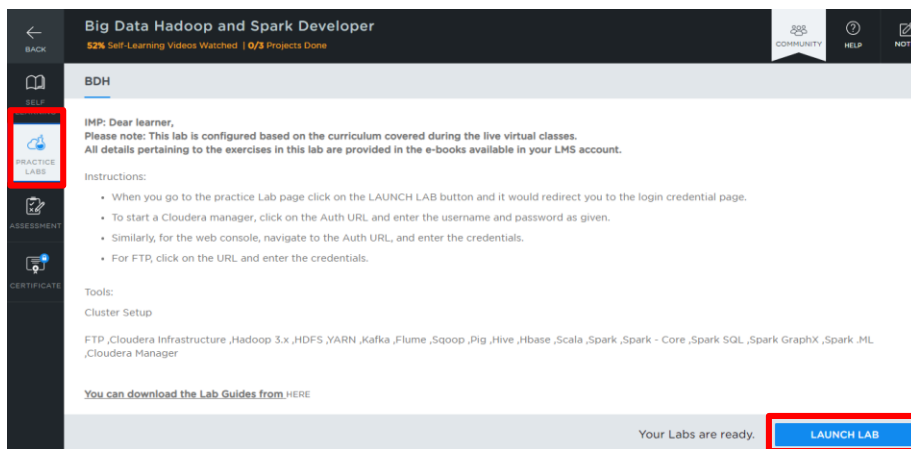 BACK
Big Data Hadoop and Spark Developer
52% Self-Learning Videos Watched | 0/3 Projects Done
COMMUNITY
HELP
SELF
PRACTICE
LABS
ASSESSMENT
CERTIFICATE
BDH
IMP: Dear learner,
Please note: This lab is configured based on the curriculum covered during the live virtual classes.
All details pertaining to the exercises in this lab are provided in the e-books available in your LMS account.
Instructions:
• When you go to the practice Lab page click on the LAUNCH LAB button and it would redirect you to the login credential page.
• To start a Cloudera manager, click on the Auth URL and enter the username and password as given.
• Similarly, for the web console, navigate to the Auth URL, and enter the credentials.
• For FTP, click on the URL and enter the credentials.
Tools:
Cluster Setup
FTP ,Cloudera Infrastructure ,Hadoop 3.x ,HDFS ,YARN ,Kafka ,Flume ,Sqoop ,Pig ,Hive ,Hbase ,Scala ,Spark ,Spark - Core ,Spark SQL ,Spark GraphX ,Spark .ML
,Cloudera Manager
You can download the Lab Guides from HERE
Your Labs are ready.
LAUNCH LAB